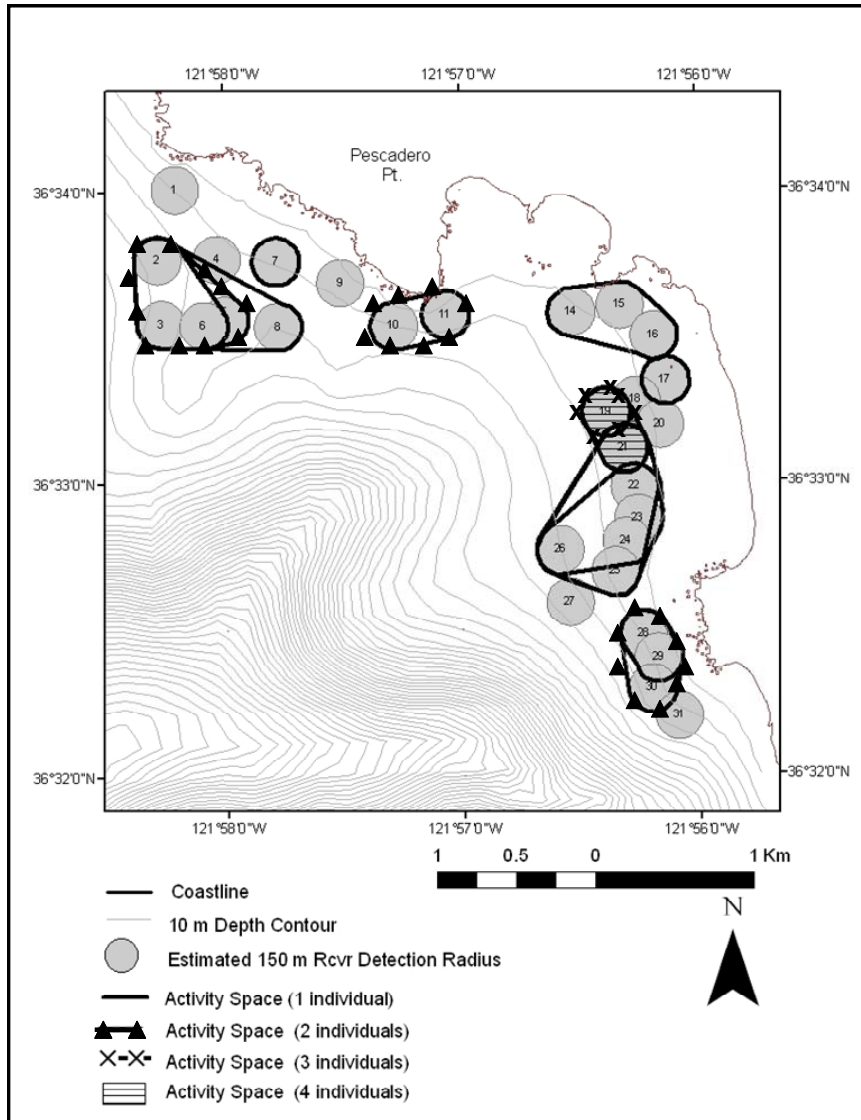 121°58'0"W 121°57'0"W 121°56'0"W
Pescadero
Pt.
36°34'0"N 36°34'0"N
1
2 4 7
9
3 6 8
10 11
14 15
16
17
18
19 20
21
36°33'0"N 36°33'0"N
22
23
24
26 25
27
28
29
30
31
36°32'0"N 36°32'0"N
121°58'0"W 121°57'0"W 121°56'0"W
1 0.5 0 1 Km
N
Coastline
10 m Depth Contour
Estimated 150 m Rcvr Detection Radius
Activity Space (1 individual)
Activity Space (2 individuals)
Activity Space (3 individuals)
Activity Space (4 individuals)